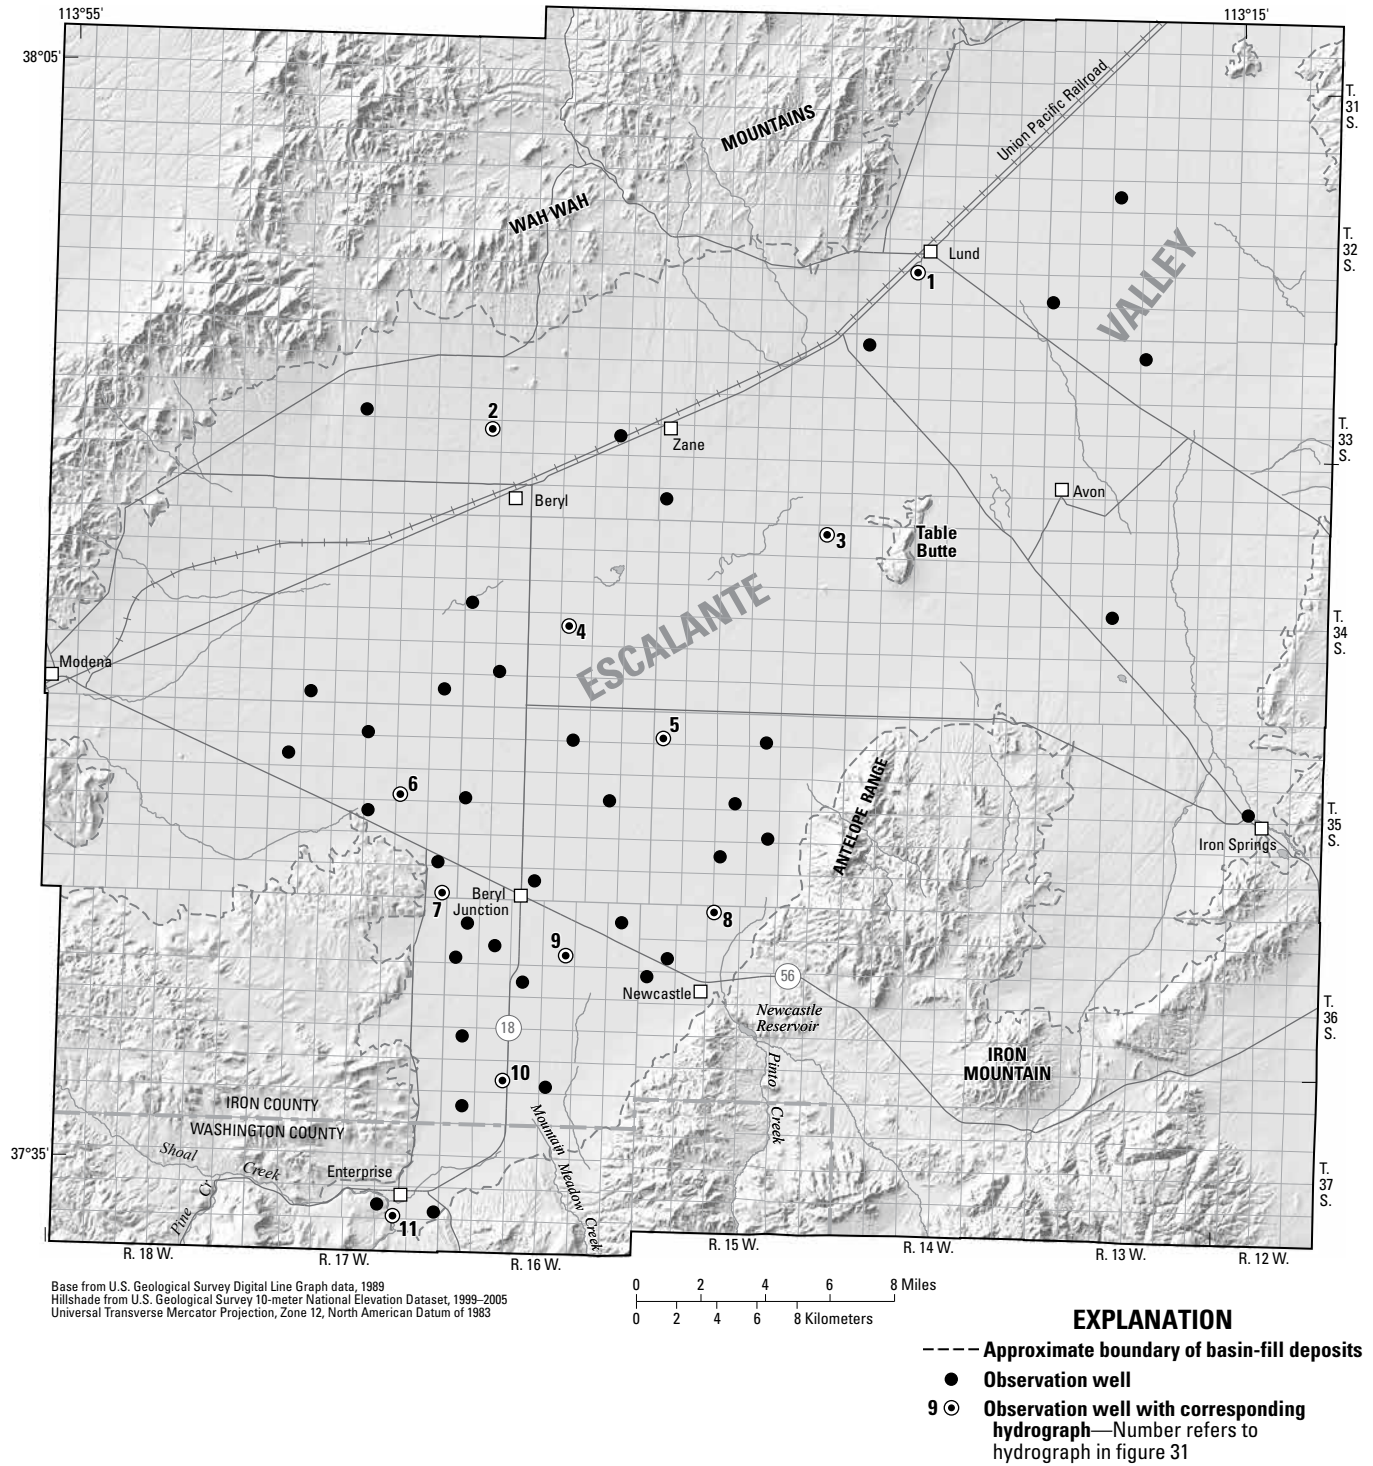 113°55'
113°15'
38°05'
Union Pacific Railroad
T.
31
S.
MOUNTAINS
WAH WAH
T.
32
S.
Lund
1
VALLEY
2
Zane
T.
33
S.
Beryl
Avon
3
Table
Butte
ESCALANTE
4
T.
34
S.
Modena
5
6
ANTELOPE RANGE
T.
35
S.
Iron Springs
Beryl
Junction
7
8
9
56
Newcastle
Newcastle
Reservoir
T.
36
S.
18
IRON
MOUNTAIN
10
Pinto
Creek
IRON COUNTY
WASHINGTON COUNTY
Mountain Meadow Creek
37°35'
Shoal
Creek
Enterprise
Pine Cr
T.
37
S.
11
R. 18 W.
R. 17 W.
R. 16 W.
R. 15 W.
R. 14 W.
R. 13 W.
R. 12 W.
Base from U.S. Geological Survey Digital Line Graph data, 1989
Hillshade from U.S. Geological Survey 10-meter National Elevation Dataset, 1999–2005
Universal Transverse Mercator Projection, Zone 12, North American Datum of 1983
0 2 4 6 8 Miles
0 2 4 6 8 Kilometers
EXPLANATION
Approximate boundary of basin-fill deposits
Observation well
9 Observation well with corresponding
hydrograph—Number refers to
hydrograph in figure 31